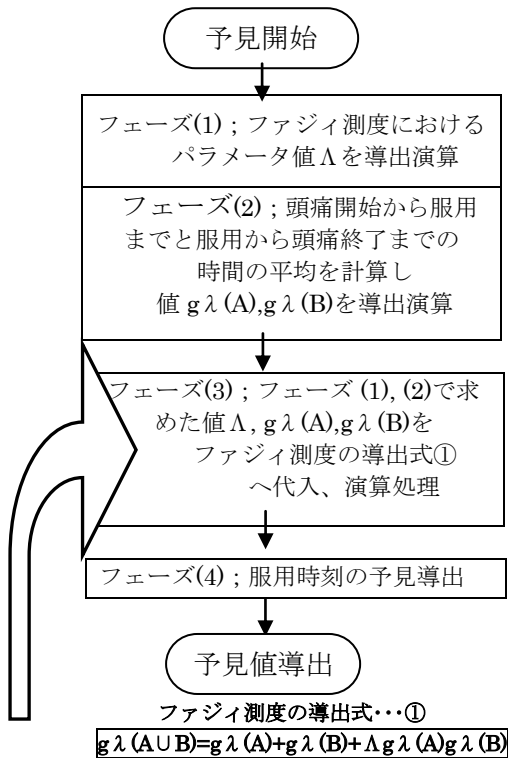 予見開始
フェーズ(1)；ファジィ測度における
パラメータ値Λを導出演算
フェーズ(2)；頭痛開始から服用
までと服用から頭痛終了までの
時間の平均を計算し
値 gλ(A),gλ(B)を導出演算
フェーズ(3)；フェーズ (1), (2)で求
めた値Λ, gλ(A),gλ(B)を
ファジィ測度の導出式①
へ代入、演算処理
フェーズ(4)；服用時刻の予見導出
予見値導出
ファジィ測度の導出式･･･①
gλ(A∪B)=gλ(A)+gλ(B)+Λgλ(A)gλ(B)